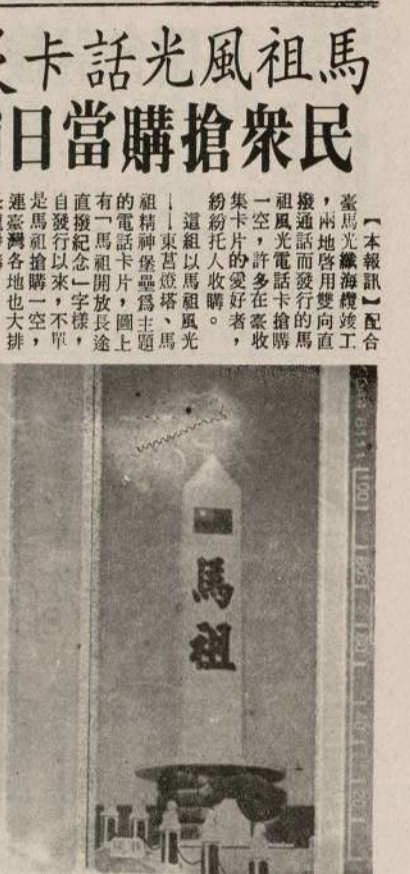 馬祖風光話卡
民眾搶購當日
【本報訊】配合
臺馬光纖海纜竣工
，兩地啓用雙向直
撥通話而發行的馬
祖風光電話卡搶購
一空，許多在臺收
集卡片的愛好者，
紛紛托人收購。
這組以馬祖風光
——東莒燈塔、馬
祖精神堡壘爲主題
的電話卡片，圖上
有「馬祖開放長途
直撥紀念」字樣，
自發行以來，不單
是馬祖搶購一空，
連臺灣各地也大排
馬祖